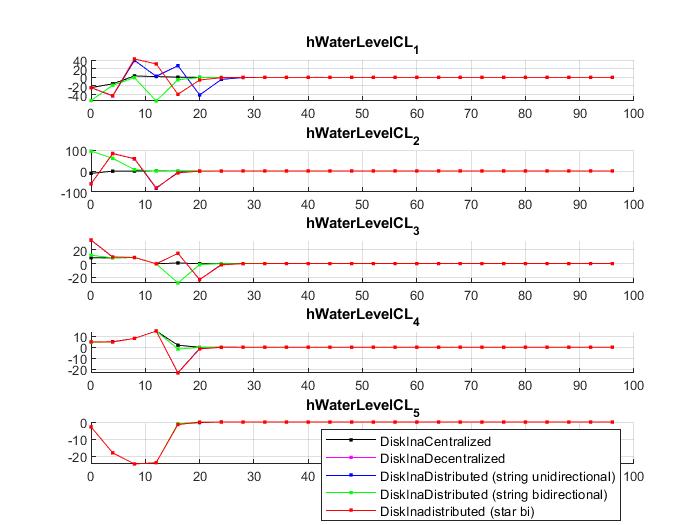 hWaterLevelCL1
40
20
0
-20
-40
0 10 20 30 40 50 60 70 80 90 100
hWaterLevelCL2
100
0
-100
0 10 20 30 40 50 60 70 80 90 100
hWaterLevelCL3
20
0
-20
0 10 20 30 40 50 60 70 80 90 100
hWaterLevelCL4
10
0
-10
-20
0 10 20 30 40 50 60 70 80 90 100
hWaterLevelCL5
0
-10
-20
0 10 20 30 40 100
DiskInaCentralized
DiskInaDecentralized
DiskInaDistributed (string unidirectional)
DiskInaDistributed (string bidirectional)
DiskInadistributed (star bi)